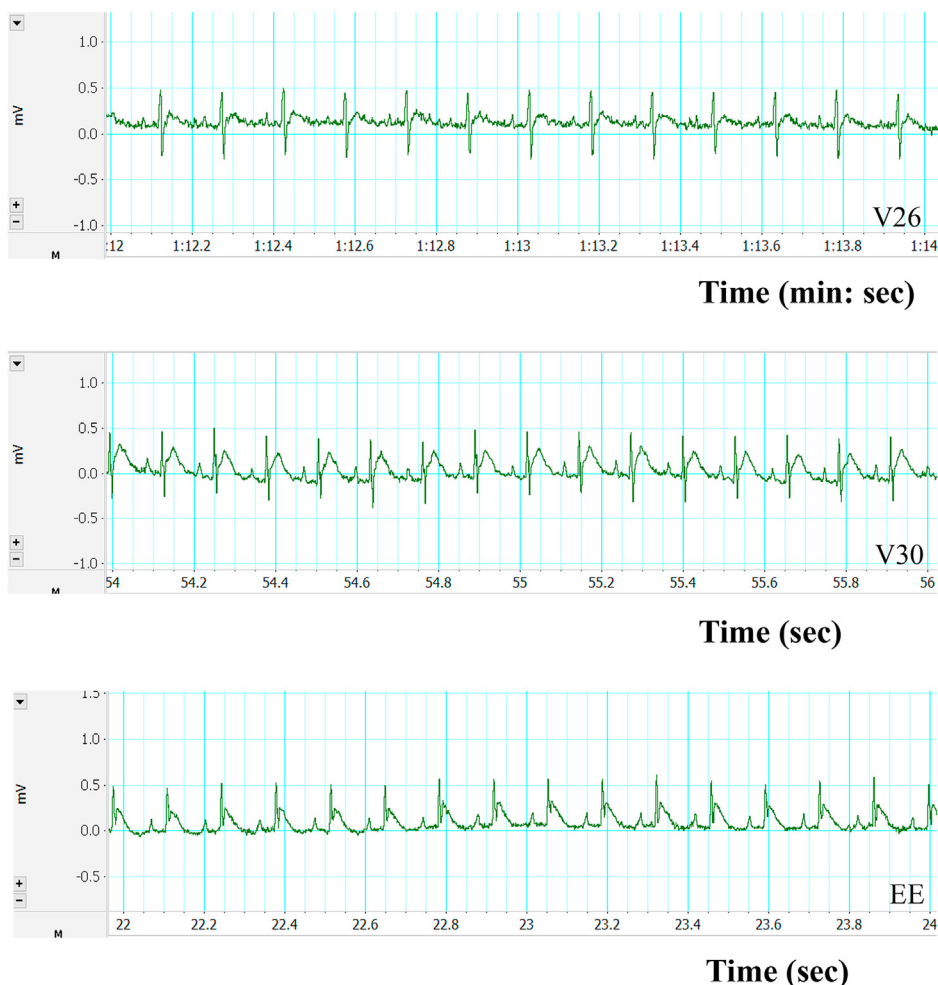 1.0
0.5
mV
0.0
-0.5
+
−
-1.0
V26
:12 1:12.2 1:12.4 1:12.6 1:12.8 1:13 1:13.2 1:13.4 1:13.6 1:13.8 1:14
M
Time (min: sec)
1.0
0.5
mV
0.0
-0.5
+
−
-1.0
V30
54 54.2 54.4 54.6 54.8 55 55.2 55.4 55.6 55.8 56
M
Time (sec)
1.5
1.0
mV
0.5
0.0
-0.5
+
−
EE
22 22.2 22.4 22.6 22.8 23 23.2 23.4 23.6 23.8 24
M
Time (sec)